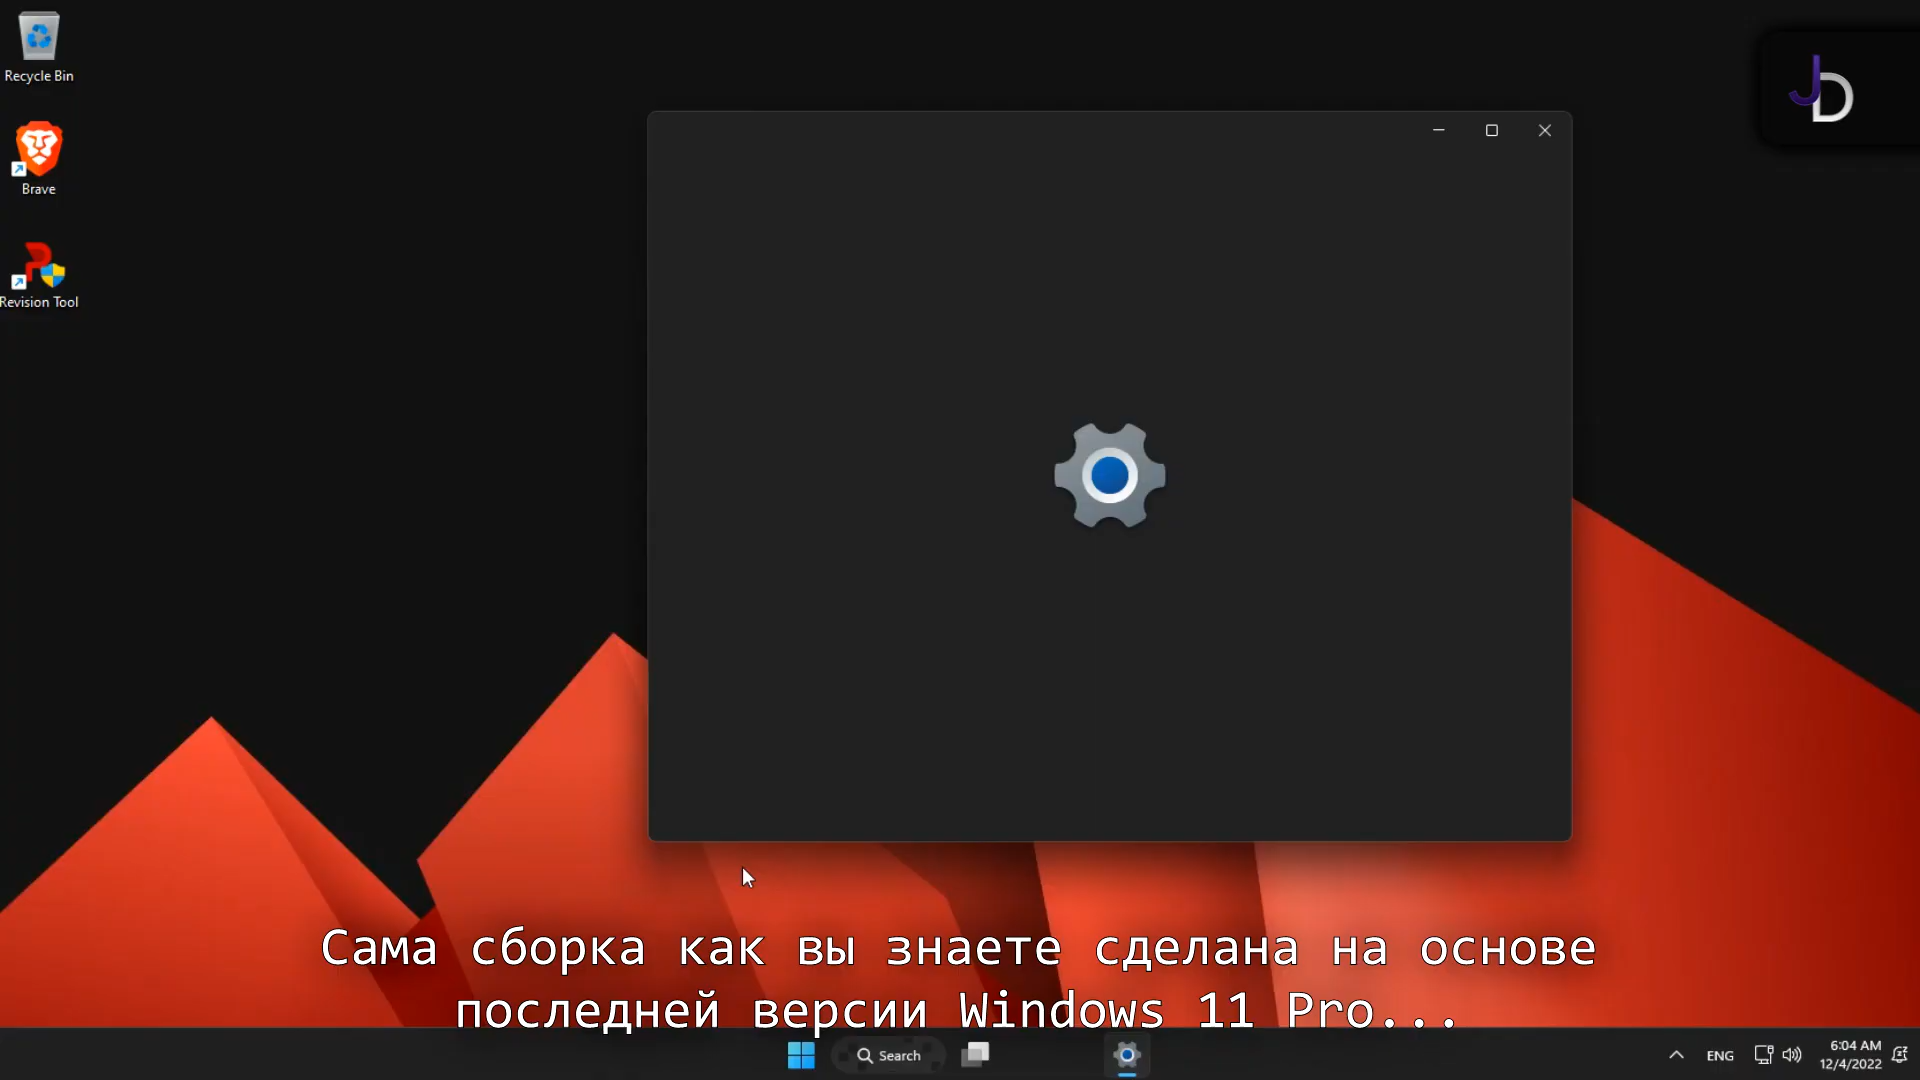 Recycle Bin
Brave
Revision Tool
JD
Сама сборка как вы знаете сделана на основе
последней версии Windows 11 Pro...
Search
ENG
6:04 AM
12/4/2022